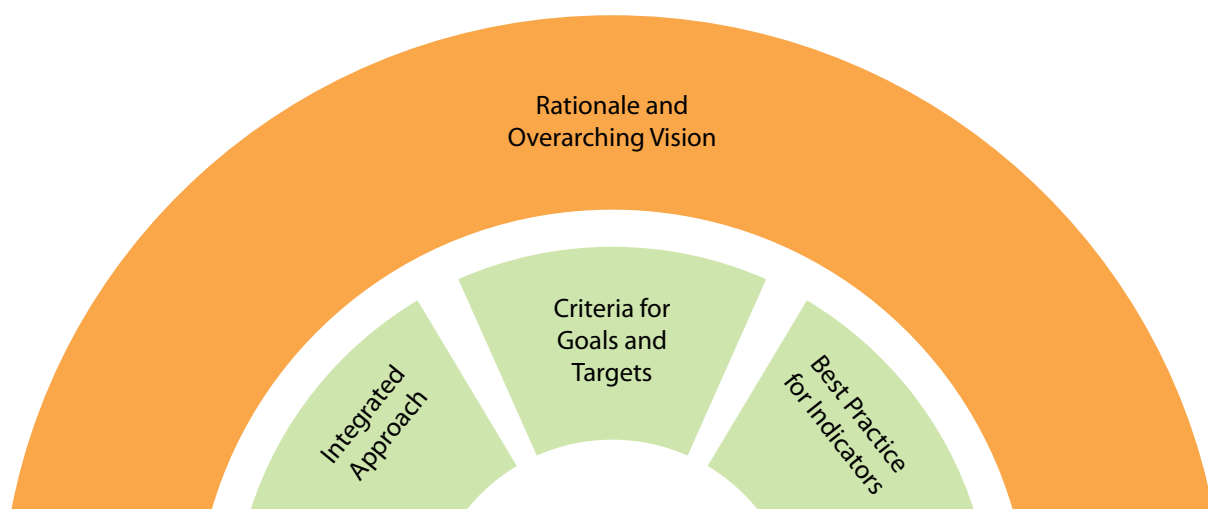 Rationale and
Overarching Vision
Criteria for
Goals and
Targets
Integrated
Approach
Best Practice
for Indicators